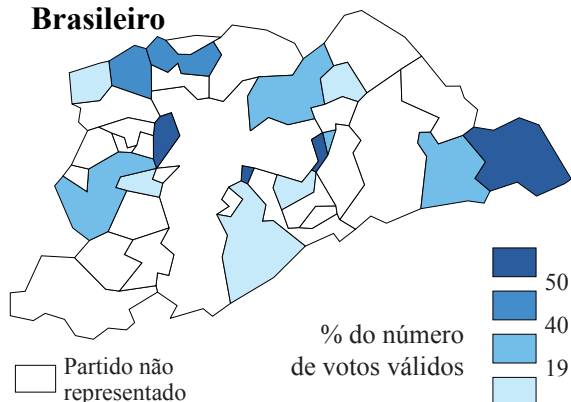 Brasileiro
50
40
% do número
de votos válidos
19
Partido não
representado